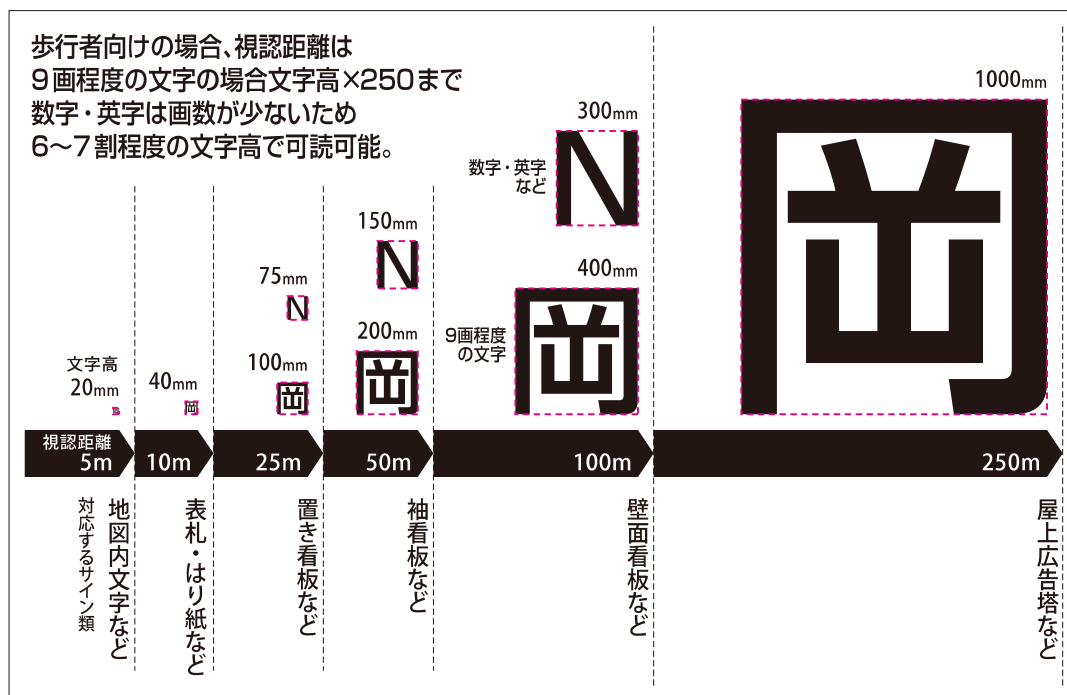 歩行者向けの場合、視認距離は
9画程度の文字の場合文字高×250まで
数字・英字は画数が少ないため
6〜7割程度の文字高で可読可能。
文字高
20mm
岡
40mm
岡
75mm
N
100mm
岡
150mm
N
200mm
岡
300mm
数字・英字
など
N
400mm
9画程度
の文字
岡
1000mm
岡
視認距離
5m
10m
25m
50m
100m
250m
対応するサイン類
地図内文字など
表札・はり紙など
置き看板など
袖看板など
壁面看板など
屋上広告塔など